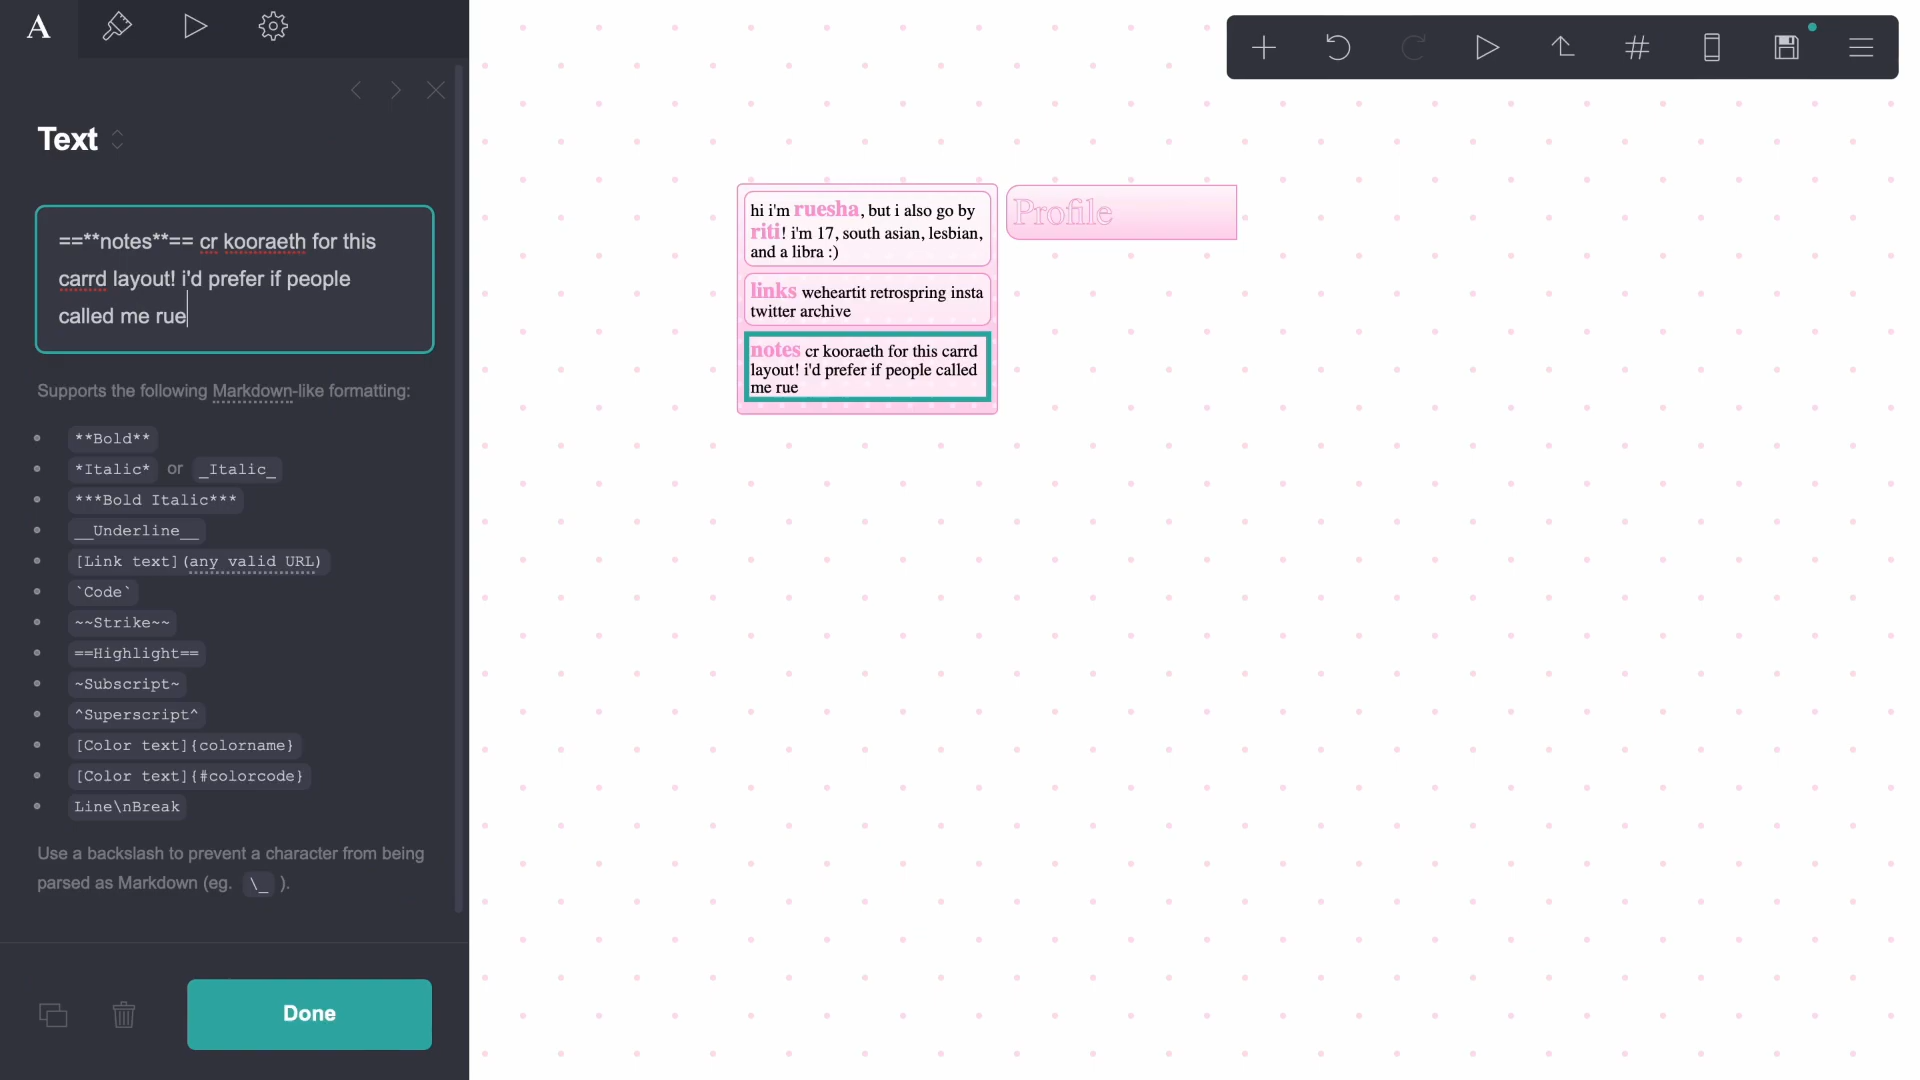 A
Text
==**notes**== cr kooraeth for this
carrd layout! i'd prefer if people
called me rue
Supports the following Markdown-like formatting:
**Bold**
*Italic* or _Italic_
***Bold Italic***
__Underline__
[Link text](any valid URL)
`Code`
~~Strike~~
==Highlight==
~Subscript~
^Superscript^
[Color text]{colorname}
[Color text]{#colorcode}
Line\nBreak
Use a backslash to prevent a character from being
parsed as Markdown (eg. \_ ).
Done
hi i'm ruesha, but i also go by
riti! i'm 17, south asian, lesbian,
and a libra :)
links weheartit retrospring insta
twitter archive
notes cr kooraeth for this carrd
layout! i'd prefer if people called
me rue
Profile